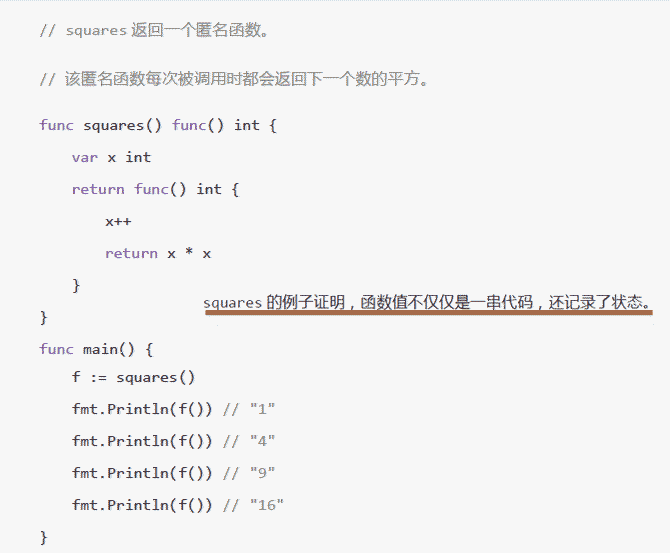 // squares 返回一个匿名函数。
// 该匿名函数每次被调用时都会返回下一个数的平方。
func squares() func() int {
    var x int
    return func() int {
        x++
        return x * x
    }
squares 的例子证明，函数值不仅仅是一串代码，还记录了状态。
}
func main() {
    f := squares()
    fmt.Println(f()) // "1"
    fmt.Println(f()) // "4"
    fmt.Println(f()) // "9"
    fmt.Println(f()) // "16"
}